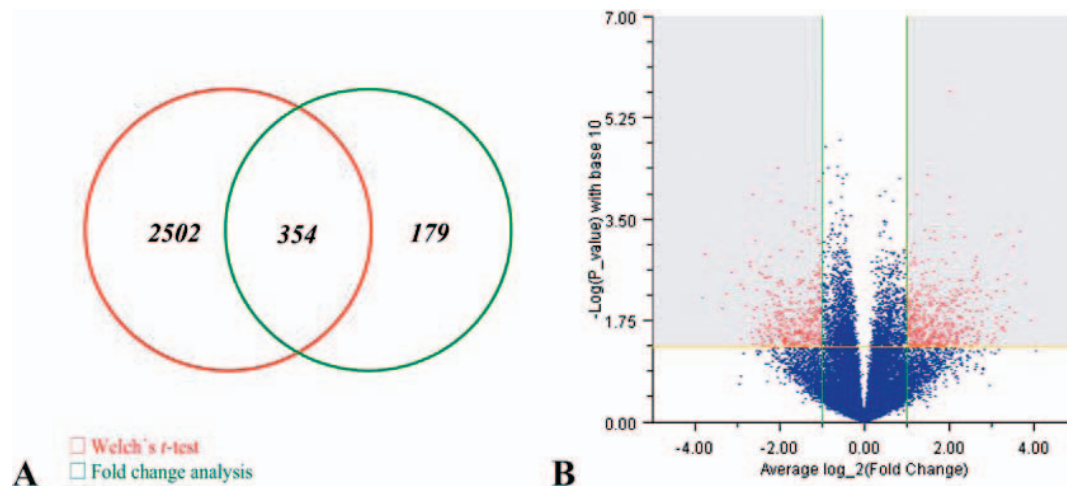 2502 354 179
Welch's t-test
Fold change analysis
A
7.00
5.25
3.50
1.75
0.00
-Log(P_value) with base 10
-4.00 -2.00 0.00 2.00 4.00
Average log_2(Fold Change)
B